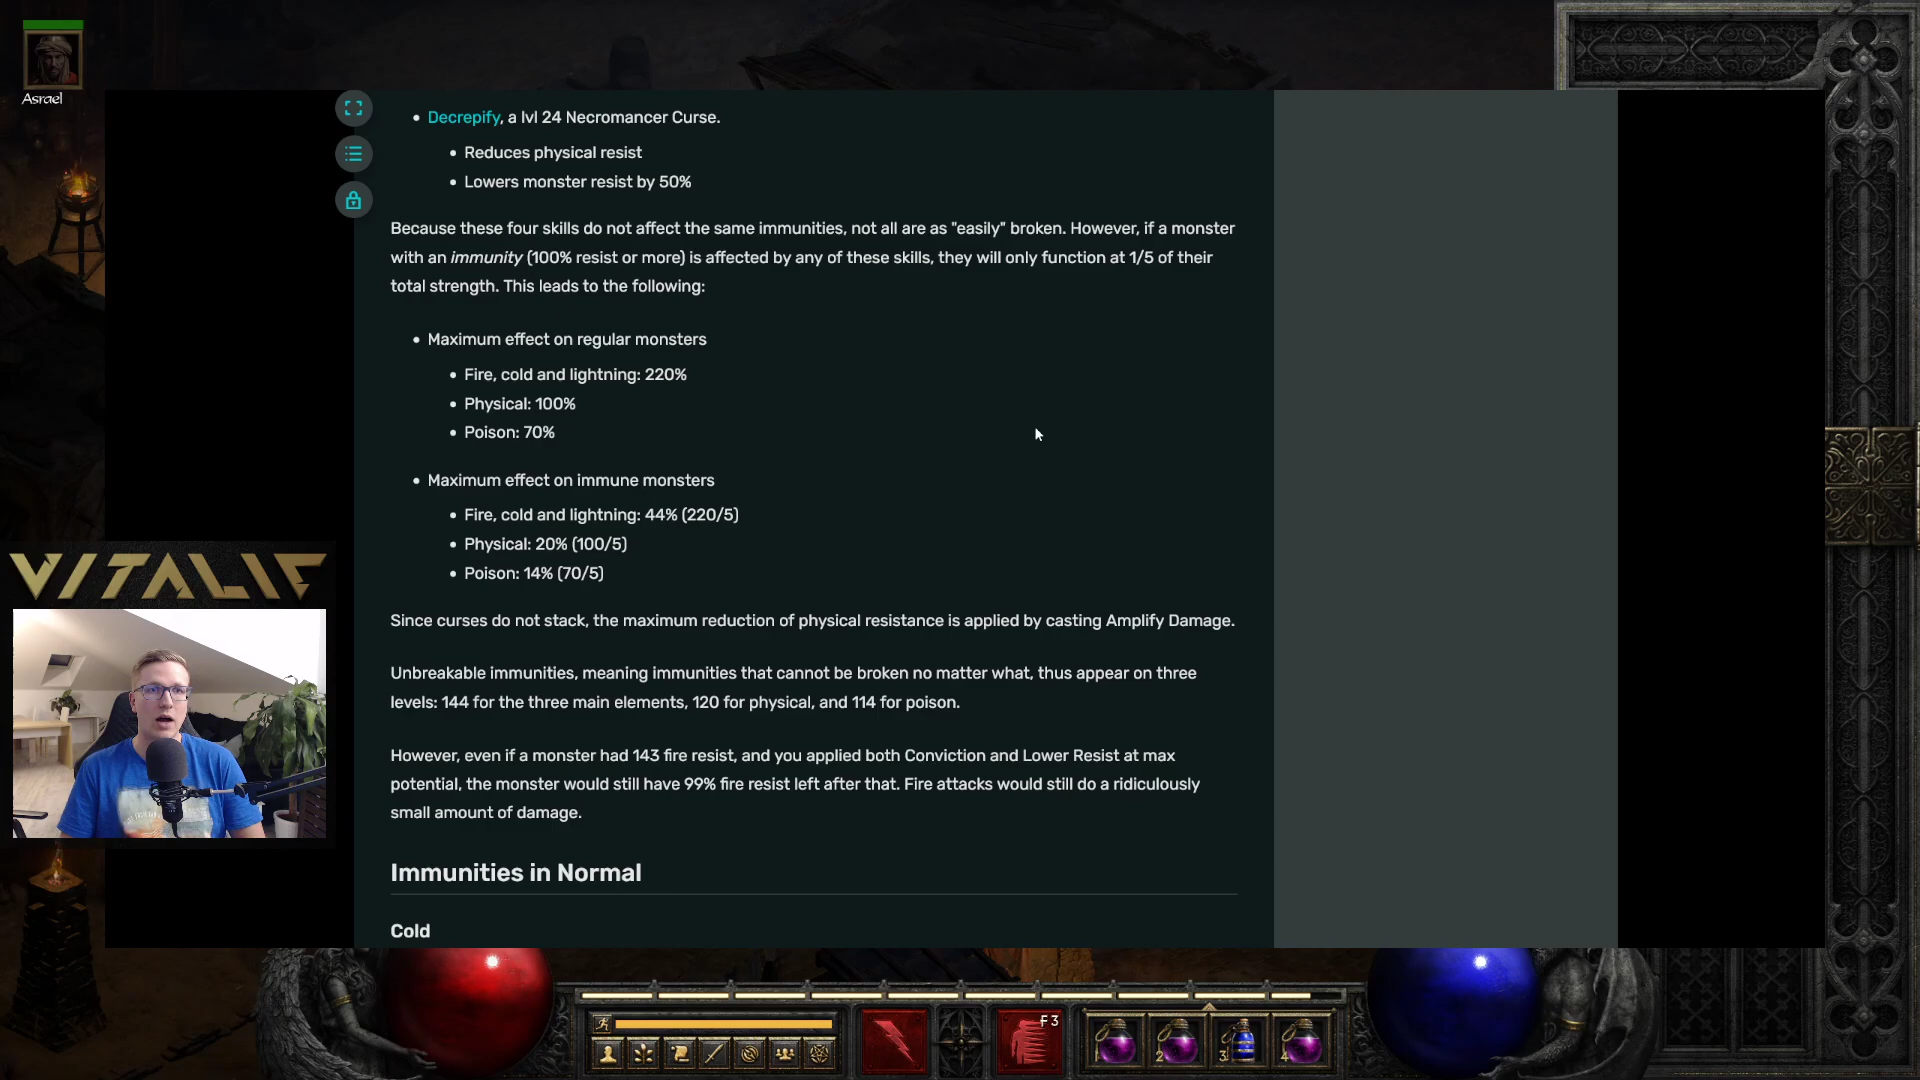 Asrael
Decrepify, a lvl 24 Necromancer Curse.
Reduces physical resist
Lowers monster resist by 50%
Because these four skills do not affect the same immunities, not all are as "easily" broken. However, if a monster
with an immunity (100% resist or more) is affected by any of these skills, they will only function at 1/5 of their
total strength. This leads to the following:
Maximum effect on regular monsters
Fire, cold and lightning: 220%
Physical: 100%
Poison: 70%
Maximum effect on immune monsters
Fire, cold and lightning: 44% (220/5)
Physical: 20% (100/5)
Poison: 14% (70/5)
VITALIC
Since curses do not stack, the maximum reduction of physical resistance is applied by casting Amplify Damage.
Unbreakable immunities, meaning immunities that cannot be broken no matter what, thus appear on three
levels: 144 for the three main elements, 120 for physical, and 114 for poison.
However, even if a monster had 143 fire resist, and you applied both Conviction and Lower Resist at max
potential, the monster would still have 99% fire resist left after that. Fire attacks would still do a ridiculously
small amount of damage.
Immunities in Normal
Cold
F3
1 2 3 4